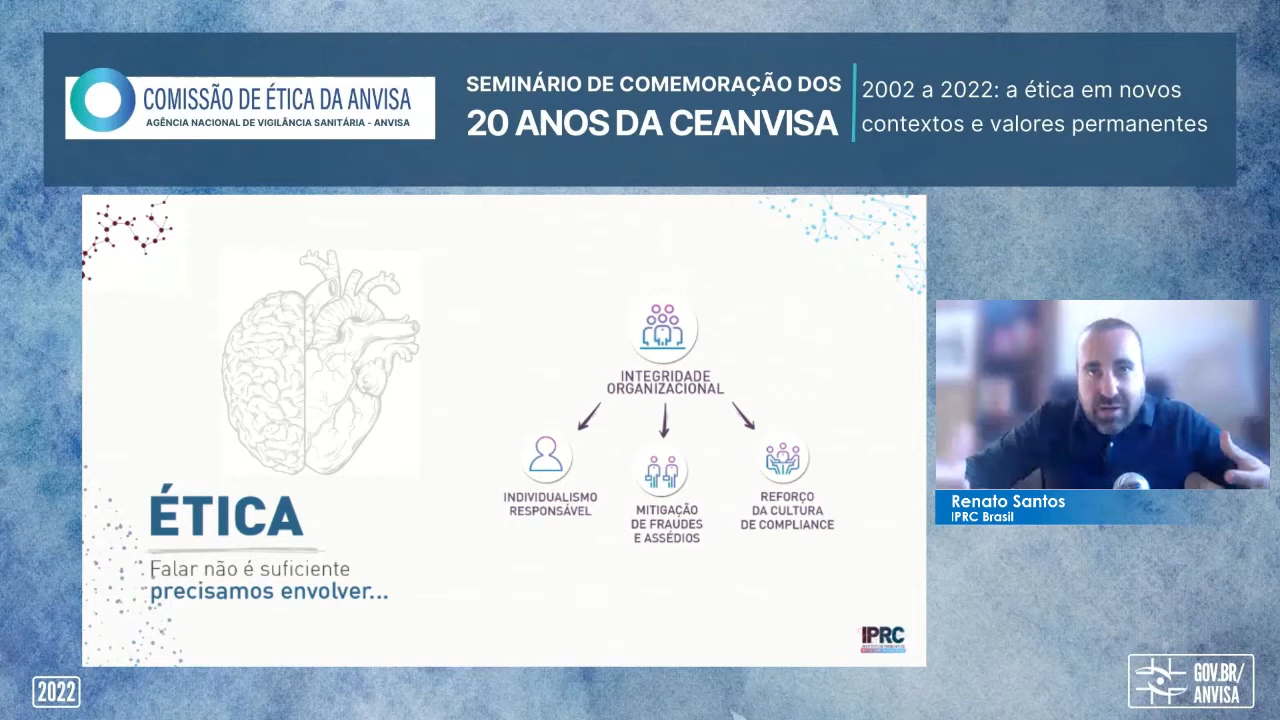 COMISSÃO DE ÉTICA DA ANVISA
AGÊNCIA NACIONAL DE VIGILÂNCIA SANITÁRIA - ANVISA
SEMINÁRIO DE COMEMORAÇÃO DOS
20 ANOS DA CEANVISA
2002 a 2022: a ética em novos
contextos e valores permanentes
INTEGRIDADE
ORGANIZACIONAL
INDIVIDUALISMO
RESPONSÁVEL
MITIGAÇÃO
DE FRAUDES
E ASSÉDIOS
REFORÇO
DA CULTURA
DE COMPLIANCE
ÉTICA
Falar não é suficiente
precisamos envolver...
IPRC
Renato Santos
IPRC Brasil
2022
GOV.BR/
ANVISA